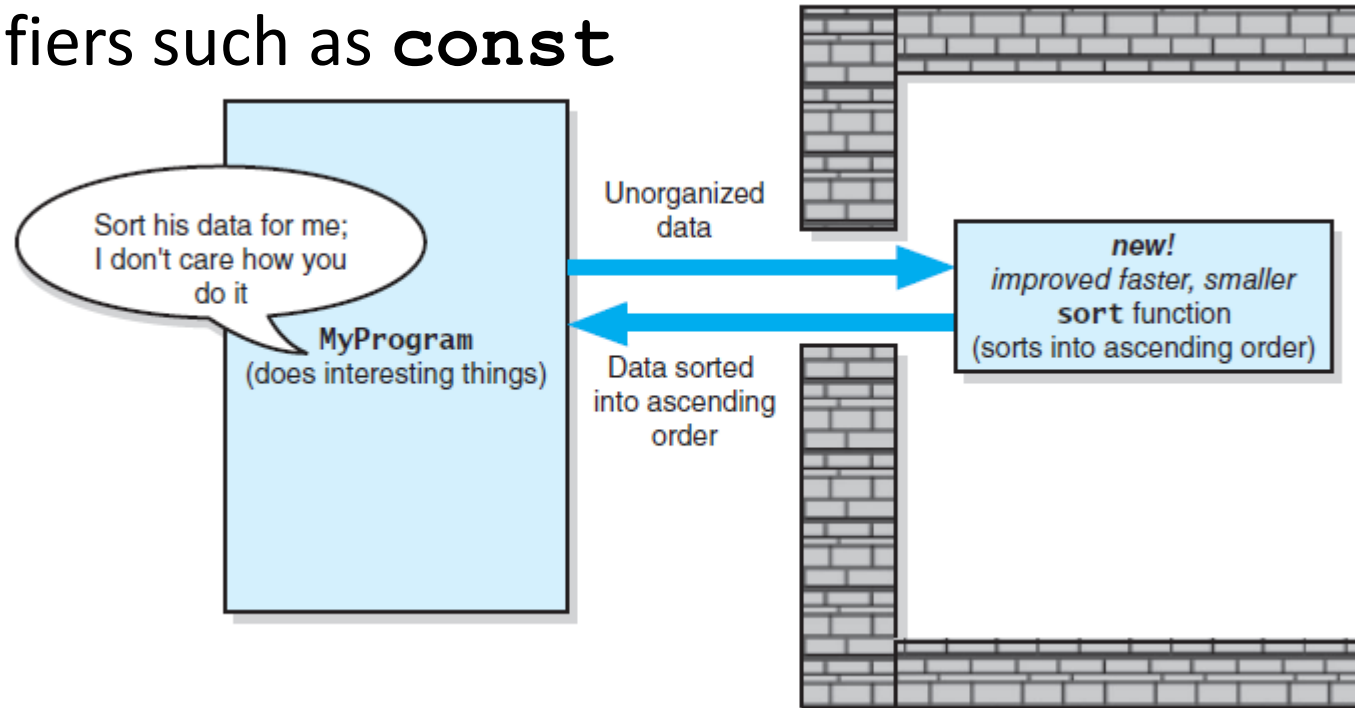 fiers such as const
Sort his data for me;
I don't care how you
do it
MyProgram
(does interesting things)
Unorganized
data
Data sorted
into ascending
order
new!
improved faster, smaller
sort function
(sorts into ascending order)